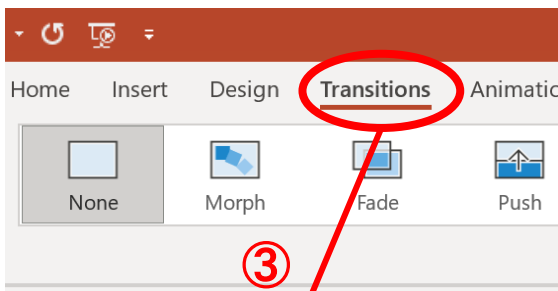 Home Insert Design Transitions Animatio
None Morph Fade Push
③